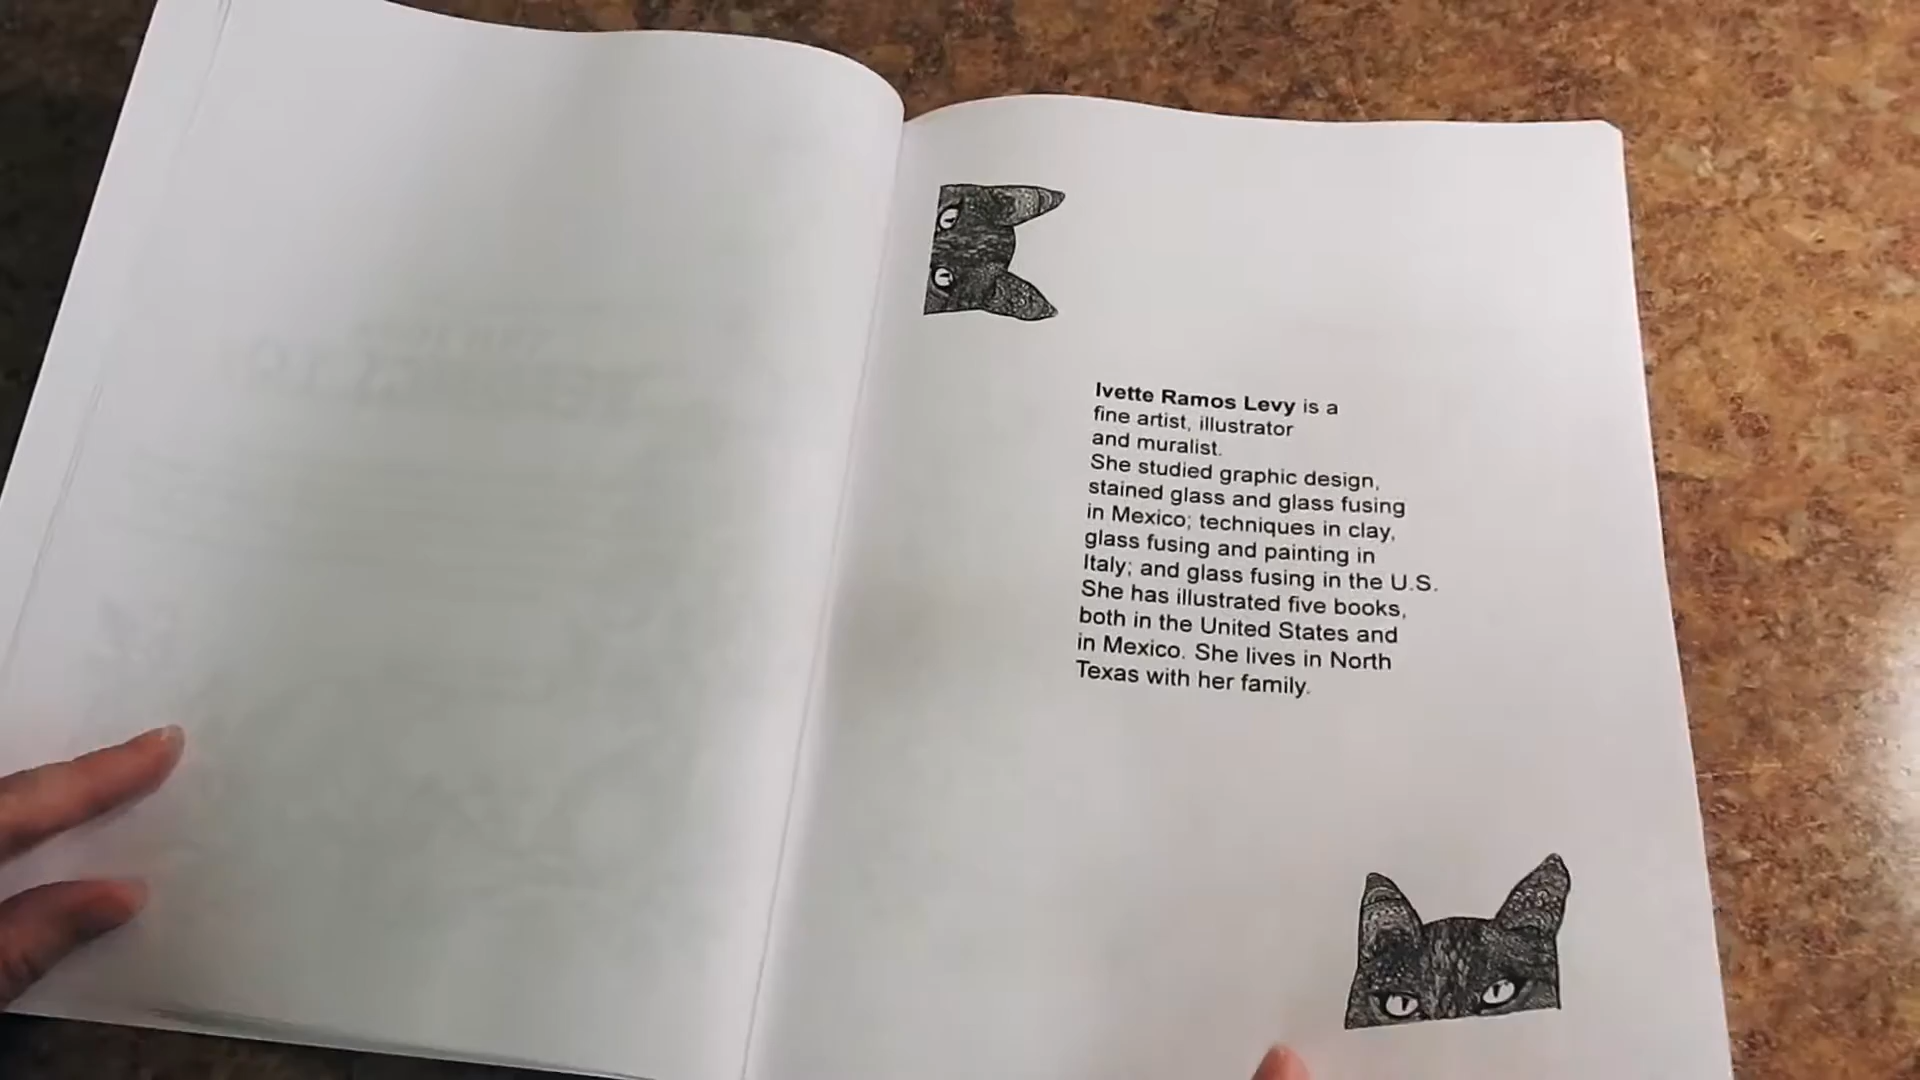 Ivette Ramos Levy is a
fine artist, illustrator
and muralist.
She studied graphic design,
stained glass and glass fusing
in Mexico; techniques in clay,
glass fusing and painting in
Italy; and glass fusing in the U.S.
She has illustrated five books,
both in the United States and
in Mexico. She lives in North
Texas with her family.